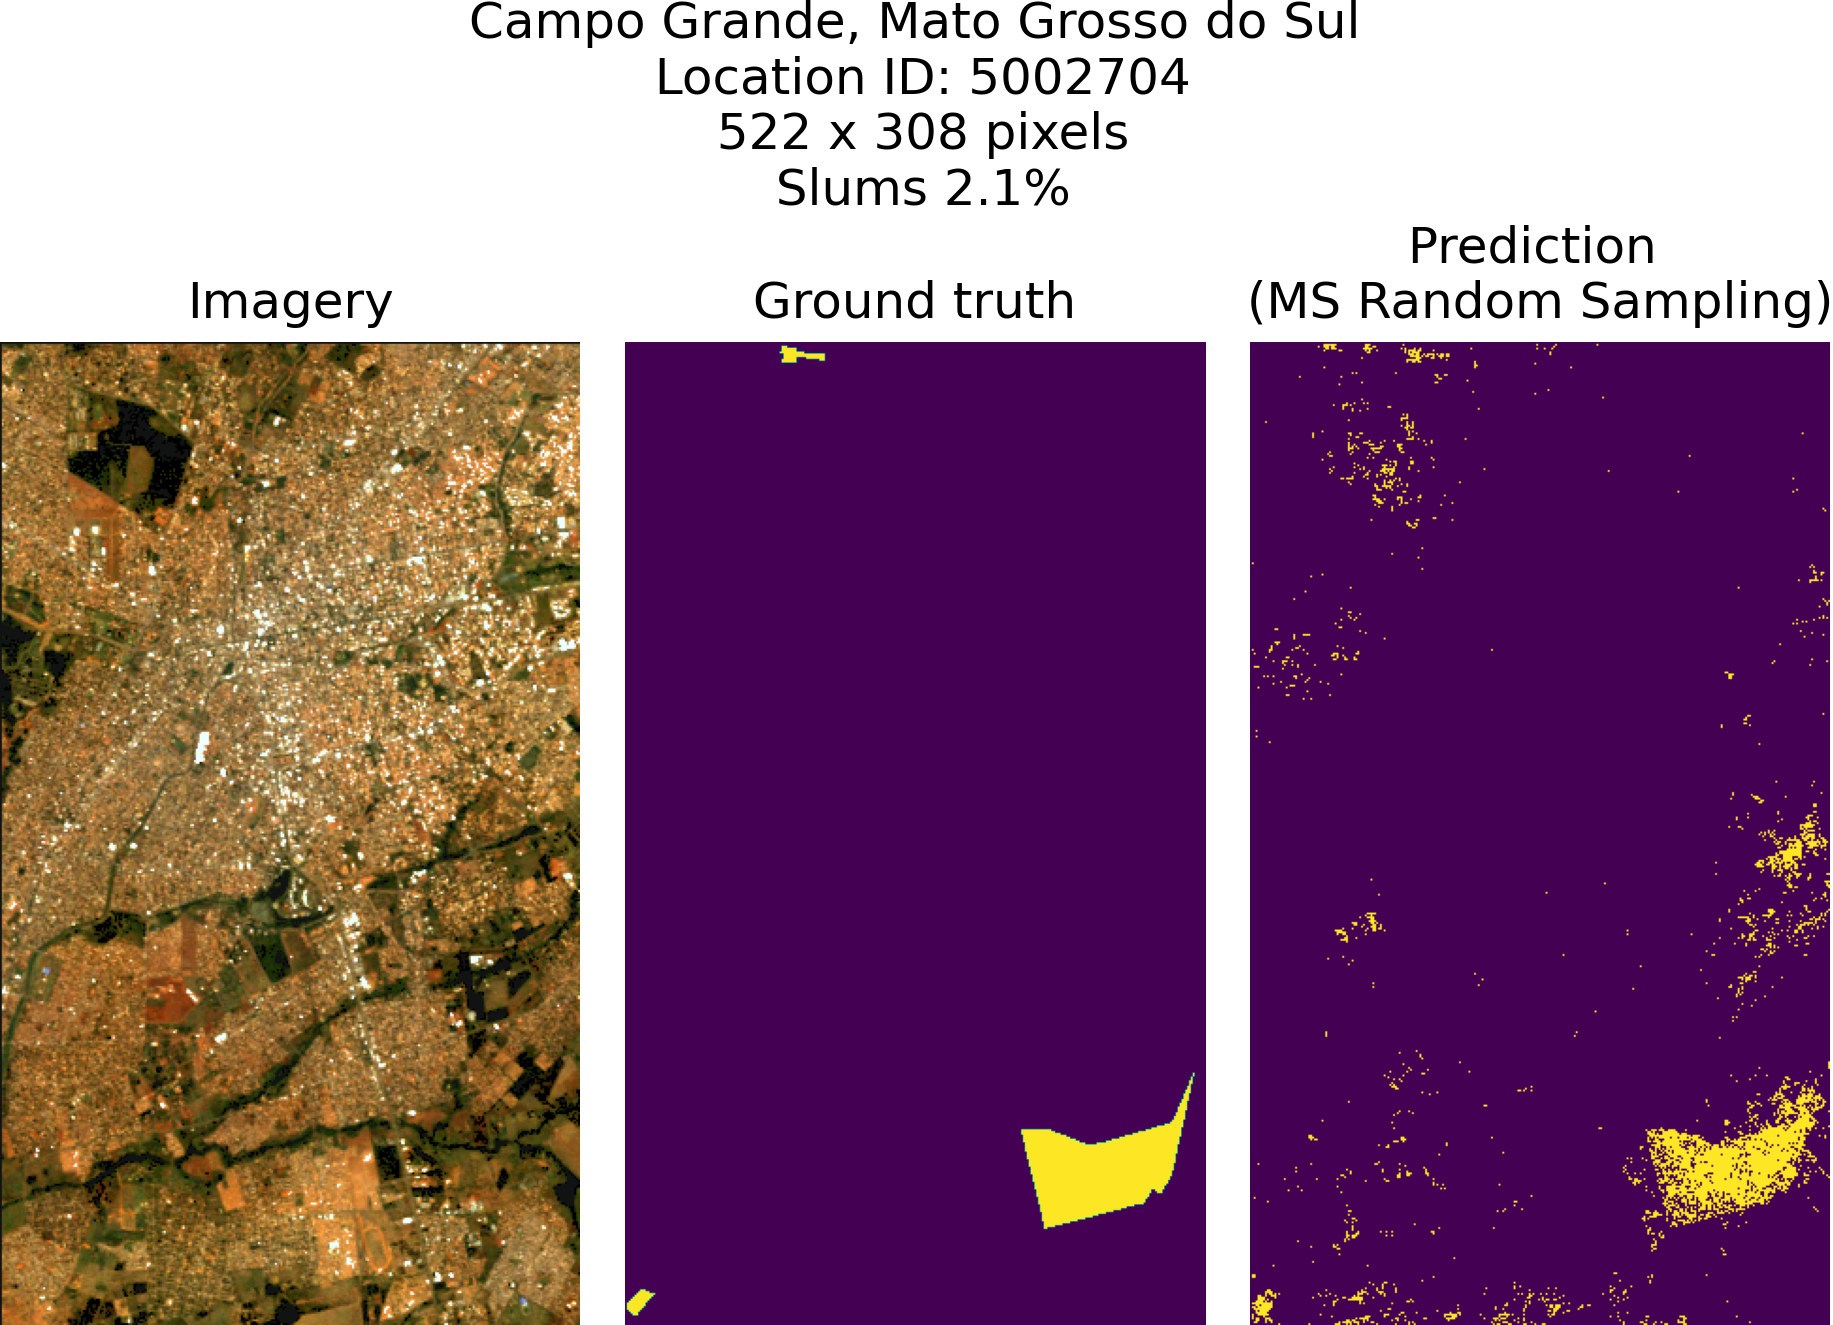 Campo Grande, Mato Grosso do Sul
Location ID: 5002704
522 x 308 pixels
Slums 2.1%
Imagery
Ground truth
Prediction
(MS Random Sampling)